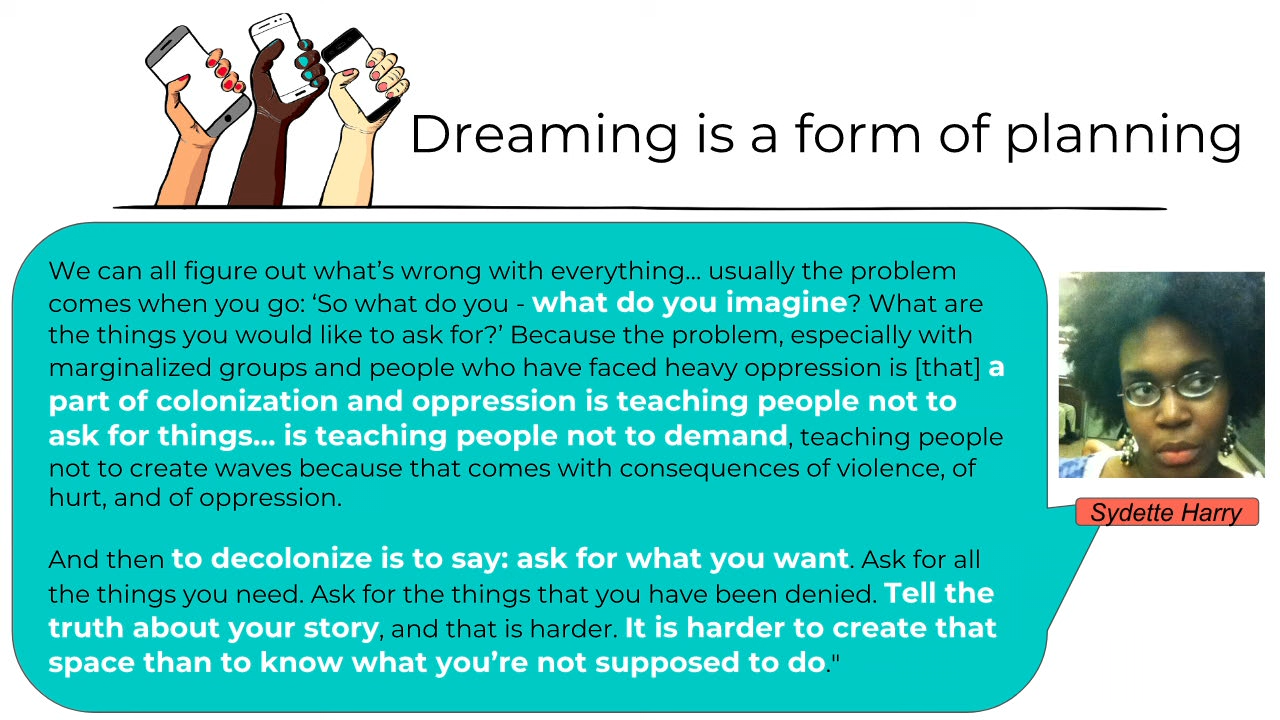 Dreaming is a form of planning
We can all figure out what’s wrong with everything... usually the problem
comes when you go: ‘So what do you - what do you imagine? What are
the things you would like to ask for?’ Because the problem, especially with
marginalized groups and people who have faced heavy oppression is [that] a
part of colonization and oppression is teaching people not to
ask for things... is teaching people not to demand, teaching people
not to create waves because that comes with consequences of violence, of
hurt, and of oppression.
And then to decolonize is to say: ask for what you want. Ask for all
the things you need. Ask for the things that you have been denied. Tell the
truth about your story, and that is harder. It is harder to create that
space than to know what you’re not supposed to do."
Sydette Harry